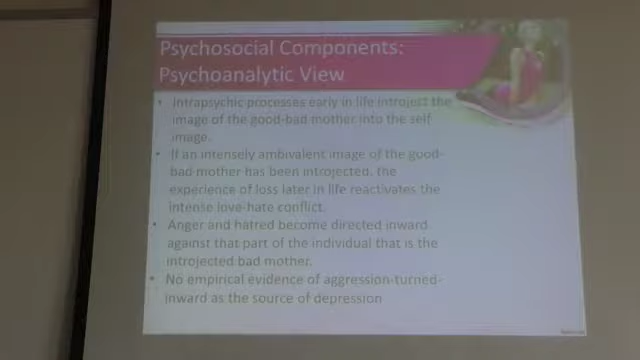 Psychosocial Components:
Psychoanalytic View
• Intrapsychic processes early in life introject the
image of the good-bad mother into the self
image.
• If an intensely ambivalent image of the good-
bad mother has been introjected, the
experience of loss later in life reactivates the
intense love-hate conflict.
• Anger and hatred become directed inward
against that part of the individual that is the
introjected bad mother.
• No empirical evidence of aggression-turned-
inward as the source of depression